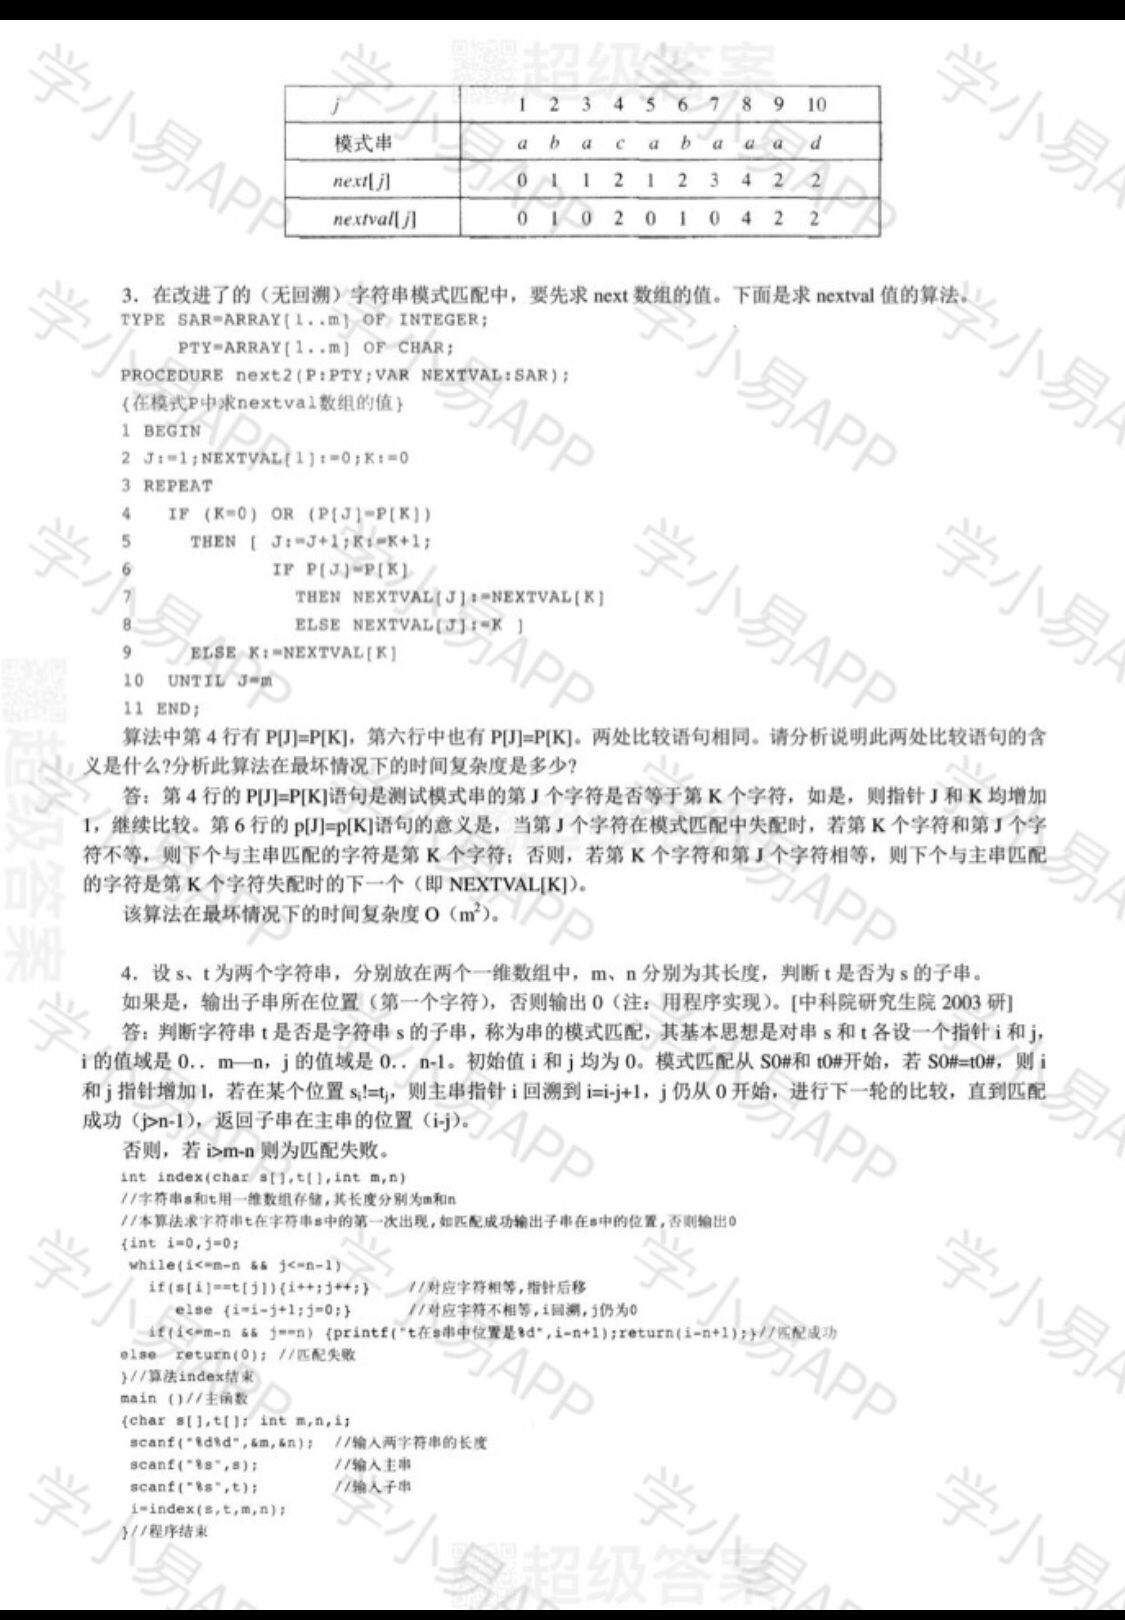 超级答案
j 1 2 3 4 5 6 7 8 9 10
模式串 a b a c a b a a a d
next[j] 0 1 1 2 1 2 3 4 2 2
nextval[j] 0 1 0 2 0 1 0 4 2 2
3．在改进了的（无回溯）字符串模式匹配中，要先求 next 数组的值。下面是求 nextval 值的算法。
TYPE SAR=ARRAY[1..m] OF INTEGER;
PTY=ARRAY[1..m] OF CHAR;
PROCEDURE next2(P:PTY;VAR NEXTVAL:SAR);
{在模式P中求nextval数组的值}
1 BEGIN
2 J:=1;NEXTVAL[1]:=0;K:=0
3 REPEAT
4 IF (K=0) OR (P[J]=P[K])
5 THEN [ J:=J+1;K:=K+1;
6 IF P[J]=P[K]
7 THEN NEXTVAL[J]:=NEXTVAL[K]
8 ELSE NEXTVAL[J]:=K ]
9 ELSE K:=NEXTVAL[K]
10 UNTIL J=m
11 END;
算法中第 4 行有 P[J]=P[K]，第六行中也有 P[J]=P[K]。两处比较语句相同。请分析说明此两处比较语句的含
义是什么?分析此算法在最坏情况下的时间复杂度是多少?
答：第 4 行的 P[J]=P[K]语句是测试模式串的第 J 个字符是否等于第 K 个字符，如是，则指针 J 和 K 均增加
1，继续比较。第 6 行的 p[J]=p[K]语句的意义是，当第 J 个字符在模式匹配中失配时，若第 K 个字符和第 J 个字
符不等，则下个与主串匹配的字符是第 K 个字符；否则，若第 K 个字符和第 J 个字符相等，则下个与主串匹配
的字符是第 K 个字符失配时的下一个（即 NEXTVAL[K]）。
该算法在最坏情况下的时间复杂度 O（m²）。
4．设 s、t 为两个字符串，分别放在两个一维数组中，m、n 分别为其长度，判断 t 是否为 s 的子串。
如果是，输出子串所在位置（第一个字符），否则输出 0（注：用程序实现）。[中科院研究生院 2003 研]
答：判断字符串 t 是否是字符串 s 的子串，称为串的模式匹配，其基本思想是对串 s 和 t 各设一个指针 i 和 j，
i 的值域是 0．．m—n，j 的值域是 0．．n-1。初始值 i 和 j 均为 0。模式匹配从 S0#和 t0#开始，若 S0#=t0#，则 i
和 j 指针增加 l，若在某个位置 si!=tj，则主串指针 i 回溯到 i=i-j+1，j 仍从 0 开始，进行下一轮的比较，直到匹配
成功（j>n-1），返回子串在主串的位置（i-j）。
否则，若 i>m-n 则为匹配失败。
int index(char s[],t[],int m,n)
//字符串s和t用一维数组存储,其长度分别为m和n
//本算法求字符串t在字符串s中的第一次出现,如匹配成功输出子串在s中的位置,否则输出0
{int i=0,j=0;
while(i<=m-n && j<=n-1)
if(s[i]==t[j]){i++;j++;} //对应字符相等,指针后移
else {i=i-j+1;j=0;} //对应字符不相等,i回溯,j仍为0
if(i<=m-n && j==n) {printf("t在s串中位置是%d",i-n+1);return(i-n+1);}//匹配成功
else return(0); //匹配失败
}//算法index结束
main ()//主函数
{char s[],t[]; int m,n,i;
scanf("%d%d",&m,&n); //输入两字符串的长度
scanf("%s",s); //输入主串
scanf("%s",t); //输入子串
i=index(s,t,m,n);
}//程序结束
超级答案